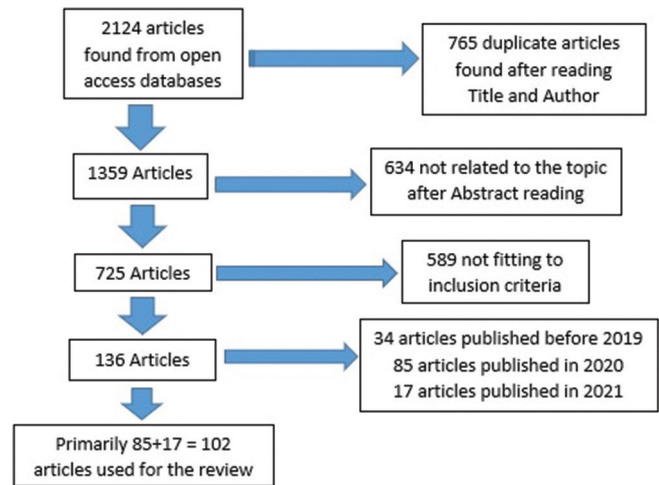 2124 articles
found from open
access databases
765 duplicate articles
found after reading
Title and Author
1359 Articles
634 not related to the topic
after Abstract reading
725 Articles
589 not fitting to
inclusion criteria
136 Articles
34 articles published before 2019
85 articles published in 2020
17 articles published in 2021
Primarily 85+17 = 102
articles used for the review